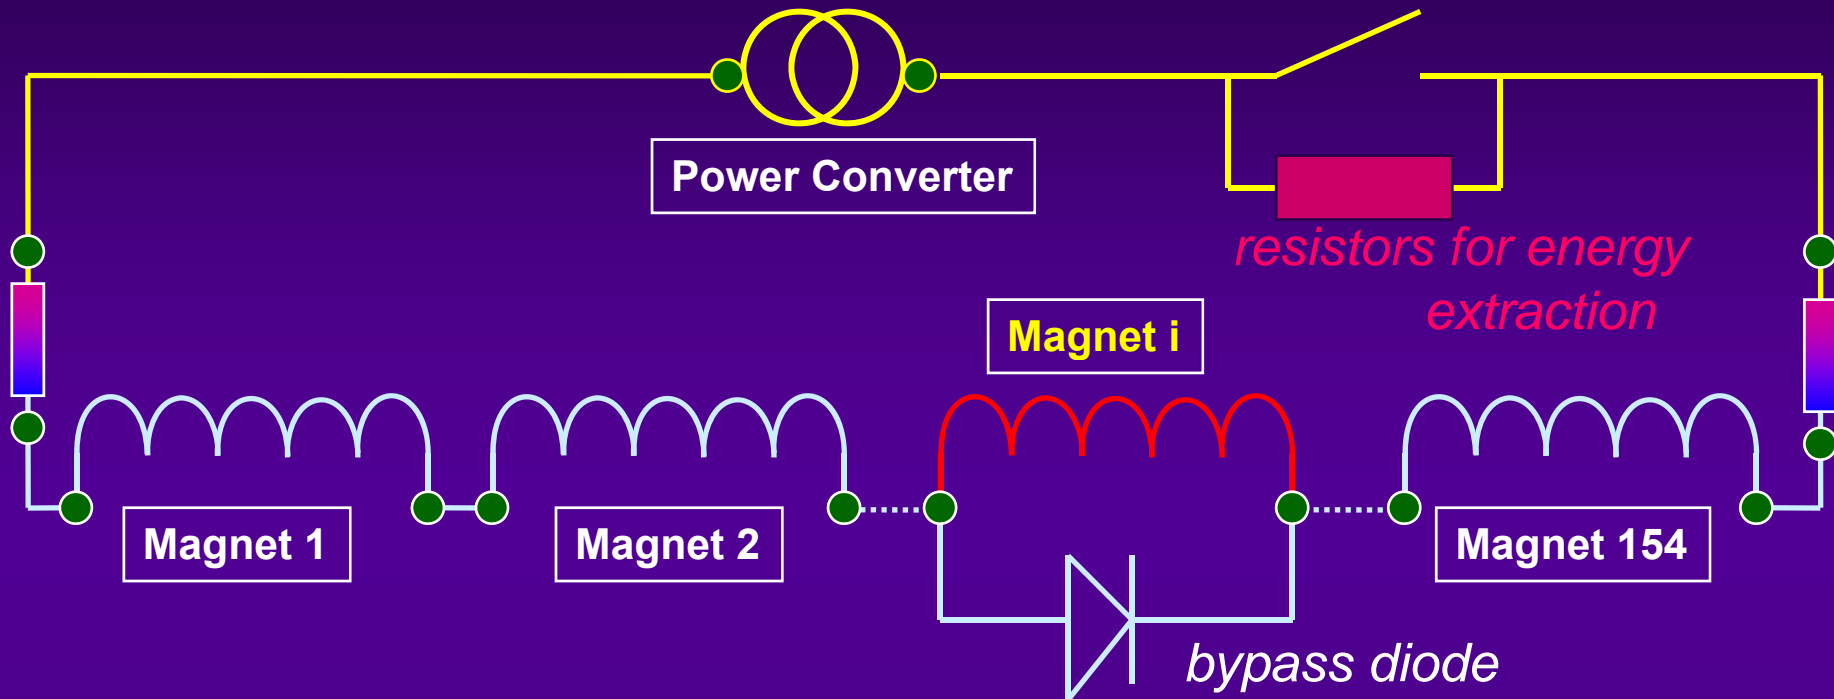 Power Converter
resistors for energy
extraction
Magnet i
Magnet 1
Magnet 2
Magnet 154
bypass diode